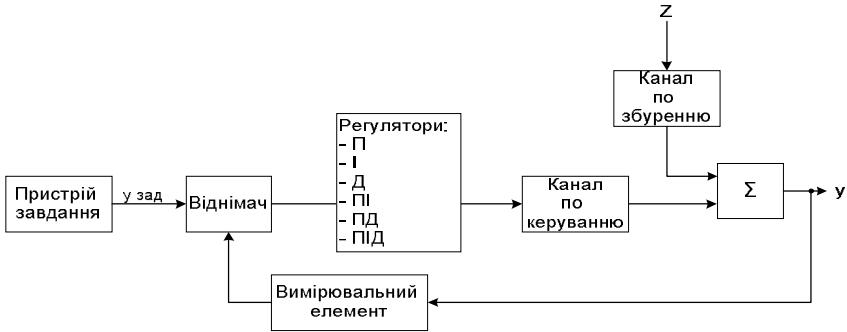 Z
Канал
по
збуренню
Регулятори:
– П
– І
– Д
– ПІ
– ПД
– ПІД
Пристрій
завдання
у зад
Віднімач
Канал
по
керуванню
Σ
у
Вимірювальний
елемент